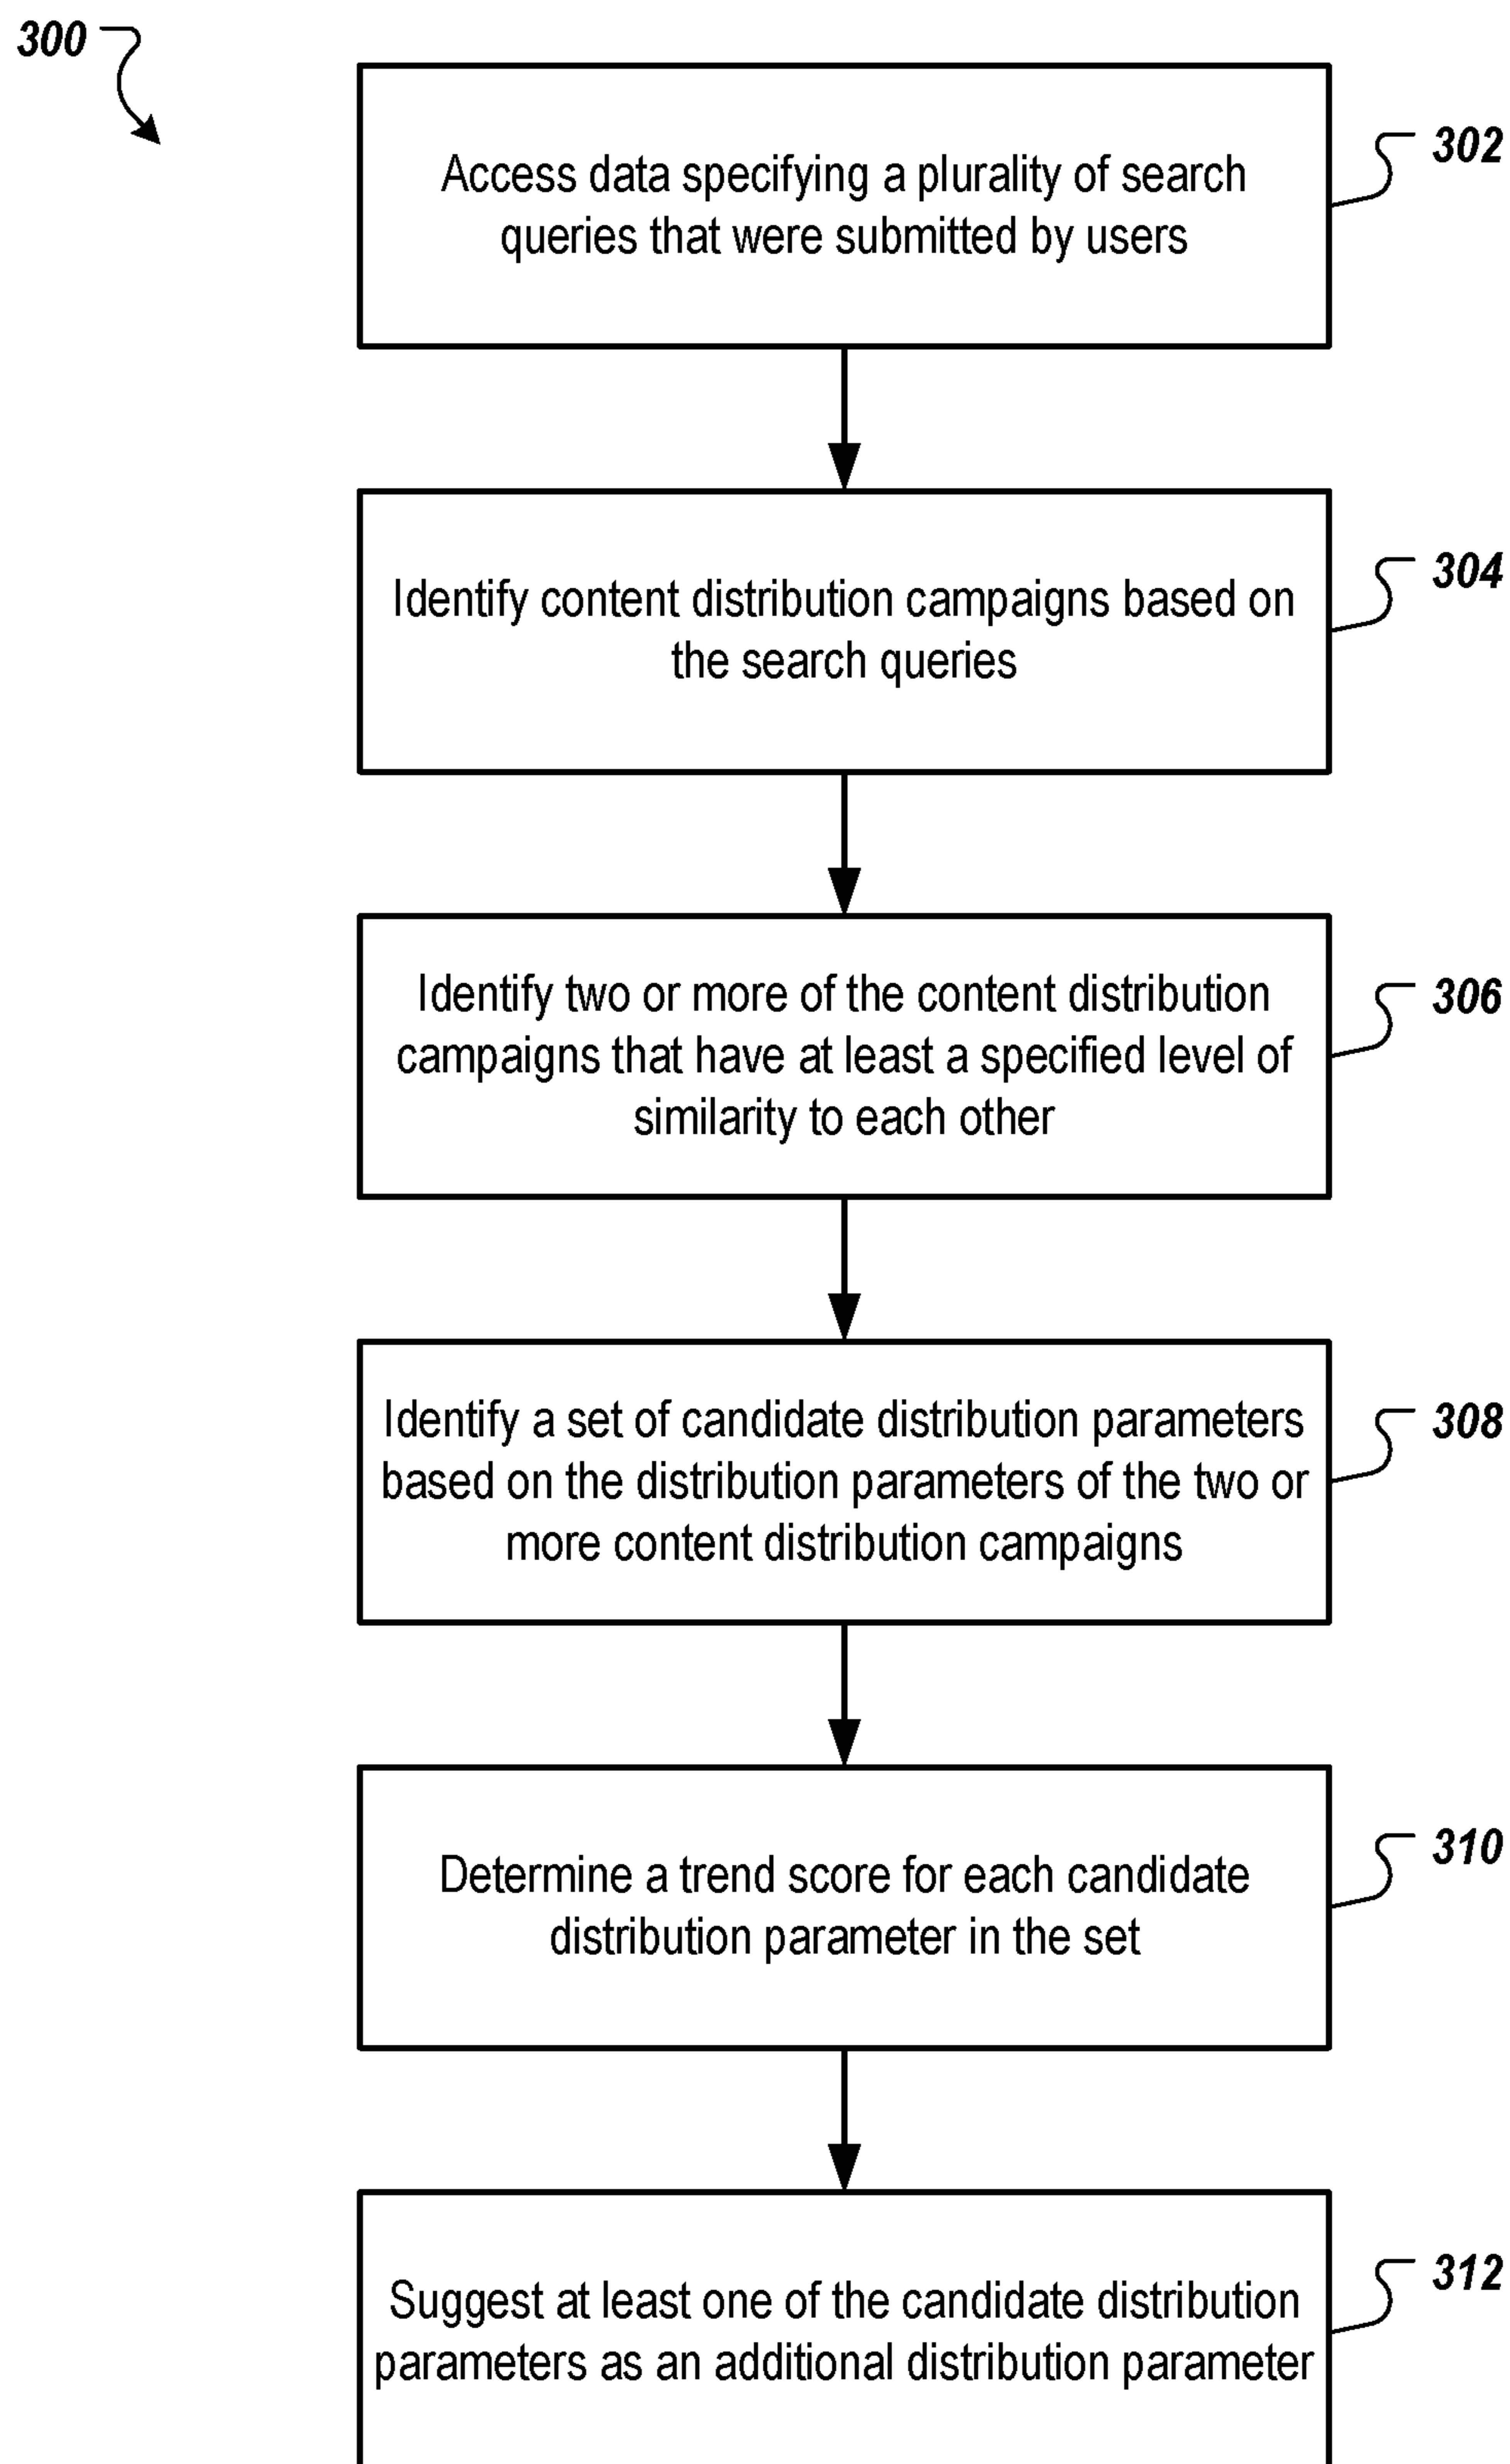 300
Access data specifying a plurality of search
queries that were submitted by users
302
Identify content distribution campaigns based on
the search queries
304
Identify two or more of the content distribution
campaigns that have at least a specified level of
similarity to each other
306
Identify a set of candidate distribution parameters
based on the distribution parameters of the two or
more content distribution campaigns
308
Determine a trend score for each candidate
distribution parameter in the set
310
Suggest at least one of the candidate distribution
parameters as an additional distribution parameter
312